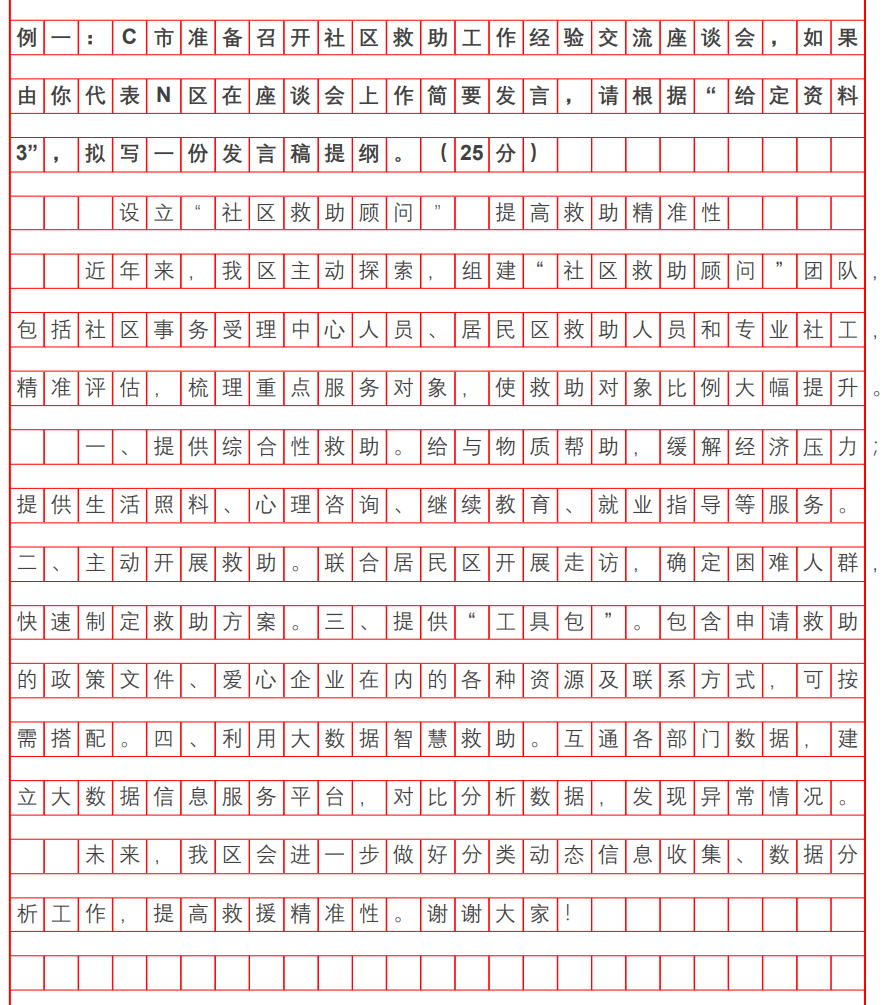 例一：C市准备召开社区救助工作经验交流座谈会，如果
由你代表N区在座谈会上作简要发言，请根据“给定资料
3”，拟写一份发言稿提纲。（25分）
设立“社区救助顾问” 提高救助精准性
近年来，我区主动探索，组建“社区救助顾问”团队，
包括社区事务受理中心人员、居民区救助人员和专业社工，
精准评估，梳理重点服务对象，使救助对象比例大幅提升。
一、提供综合性救助。给与物质帮助，缓解经济压力；
提供生活照料、心理咨询、继续教育、就业指导等服务。
二、主动开展救助。联合居民区开展走访，确定困难人群，
快速制定救助方案。三、提供“工具包”。包含申请救助
的政策文件、爱心企业在内的各种资源及联系方式，可按
需搭配。四、利用大数据智慧救助。互通各部门数据，建
立大数据信息服务平台，对比分析数据，发现异常情况。
未来，我区会进一步做好分类动态信息收集、数据分
析工作，提高救援精准性。谢谢大家！